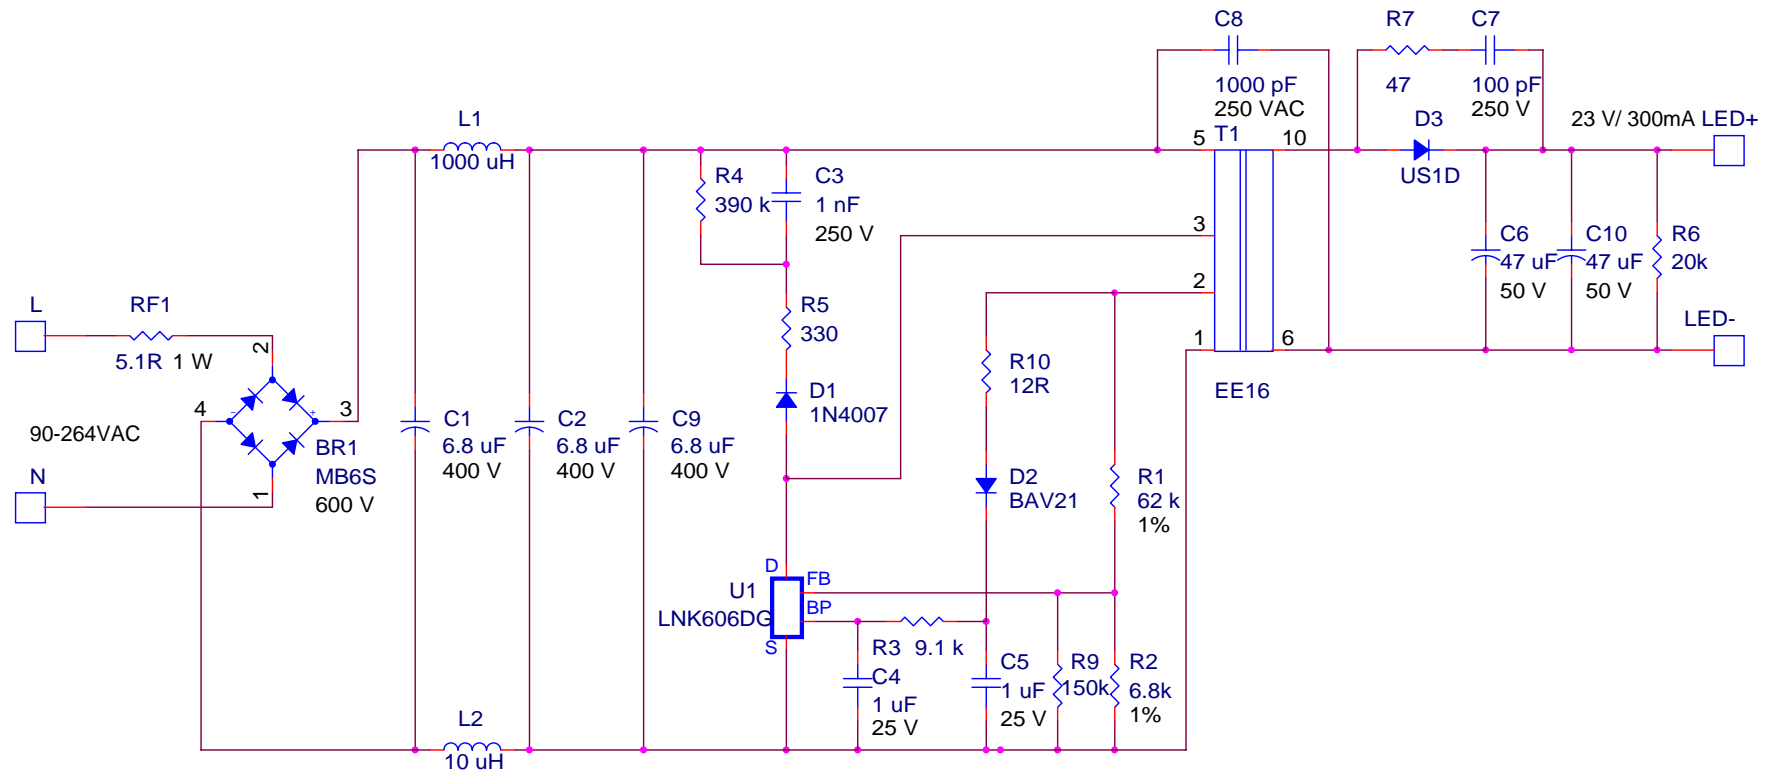 C8
1000 pF
250 VAC
R7
47
C7
100 pF
250 V
L1
1000 uH
T1
5
10
D3
US1D
23 V/ 300mA LED+
R4
390 k
C3
1 nF
250 V
3
2
1
6
EE16
C6
47 uF
50 V
C10
47 uF
50 V
R6
20k
LED-
L
RF1
5.1R 1 W
2
R5
330
R10
12R
D1
1N4007
4
-
+
3
90-264VAC
BR1
MB6S
600 V
C1
6.8 uF
400 V
C2
6.8 uF
400 V
C9
6.8 uF
400 V
N
1
D2
BAV21
R1
62 k
1%
D
FB
U1
BP
LNK606DG
S
R3 9.1 k
C4
1 uF
25 V
C5
1 uF
25 V
R9
150k
R2
6.8k
1%
L2
10 uH